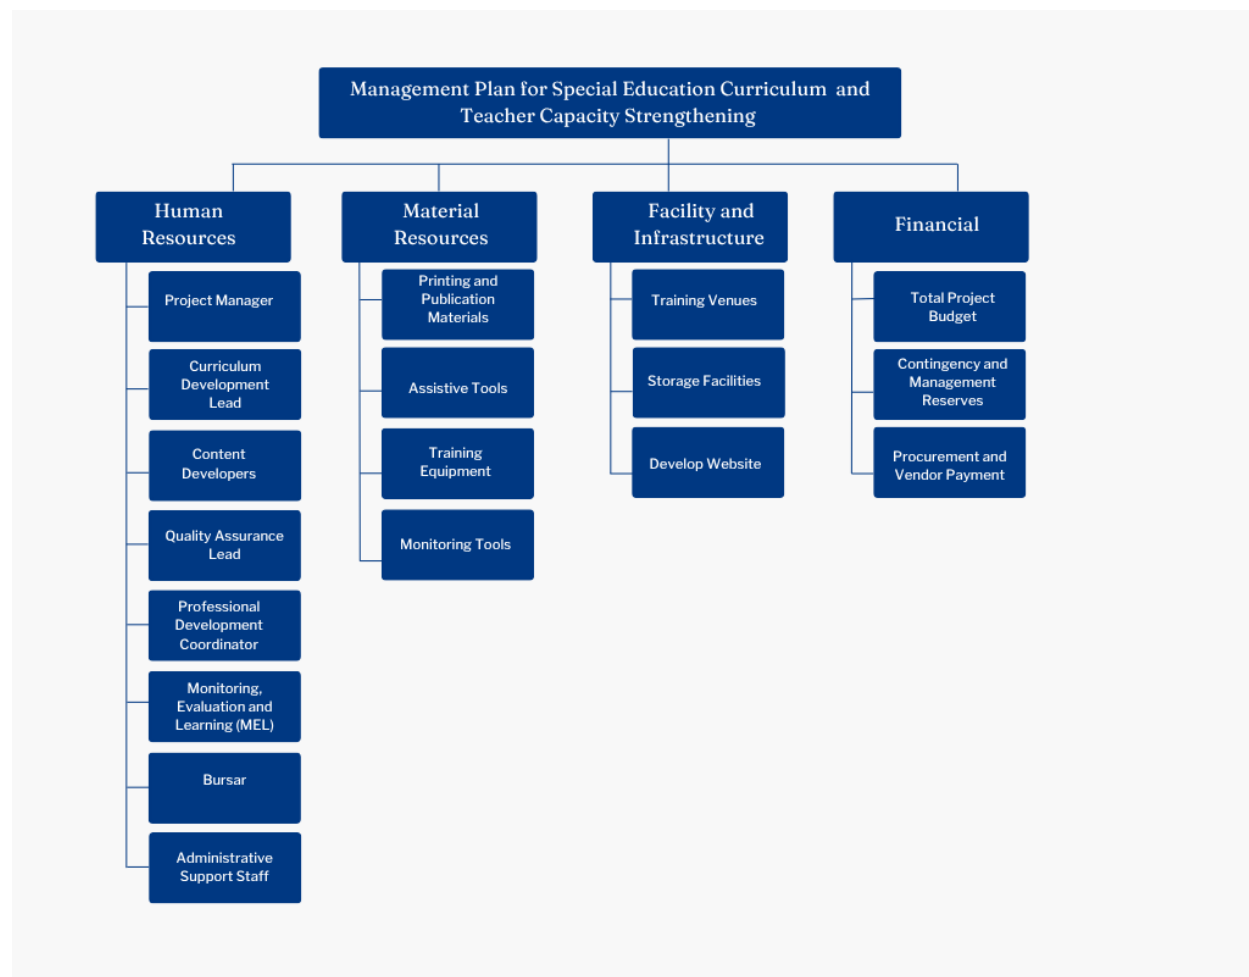 Management Plan for Special Education Curriculum and
Teacher Capacity Strengthening
Human
Resources
Project Manager
Curriculum
Development
Lead
Content
Developers
Quality Assurance
Lead
Professional
Development
Coordinator
Monitoring,
Evaluation and
Learning (MEL)
Bursar
Administrative
Support Staff
Material
Resources
Printing and
Publication
Materials
Assistive Tools
Training
Equipment
Monitoring Tools
Facility and
Infrastructure
Training Venues
Storage Facilities
Develop Website
Financial
Total Project
Budget
Contingency and
Management
Reserves
Procurement and
Vendor Payment